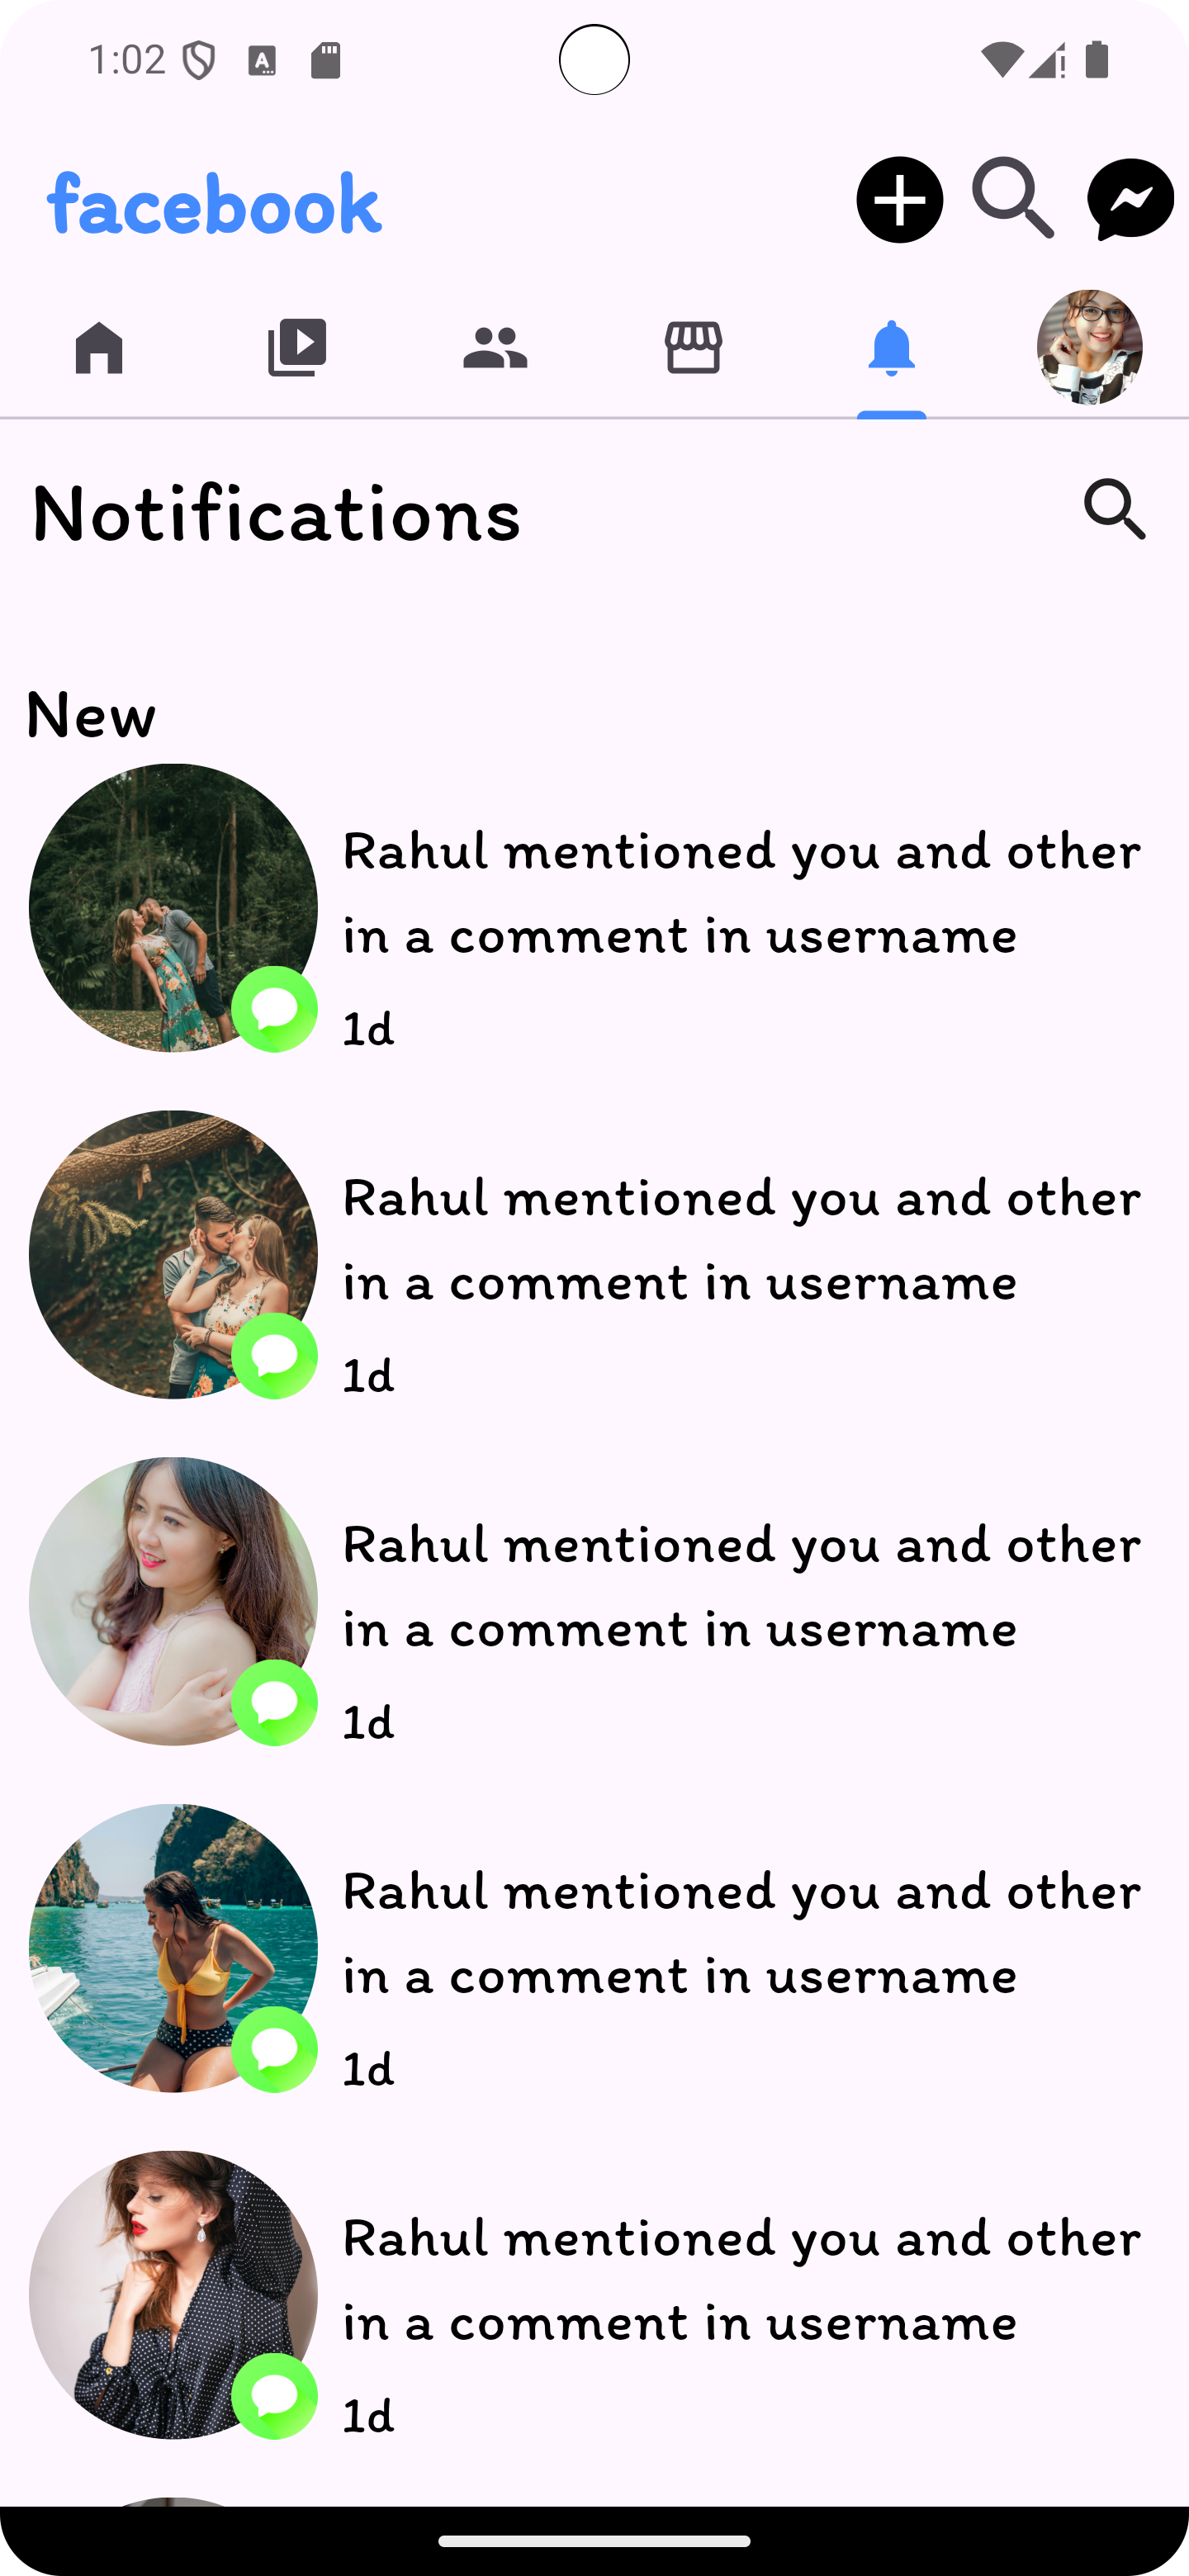 1:02
facebook
Notifications
New
Rahul mentioned you and other
in a comment in username
1d
Rahul mentioned you and other
in a comment in username
1d
Rahul mentioned you and other
in a comment in username
1d
Rahul mentioned you and other
in a comment in username
1d
Rahul mentioned you and other
in a comment in username
1d